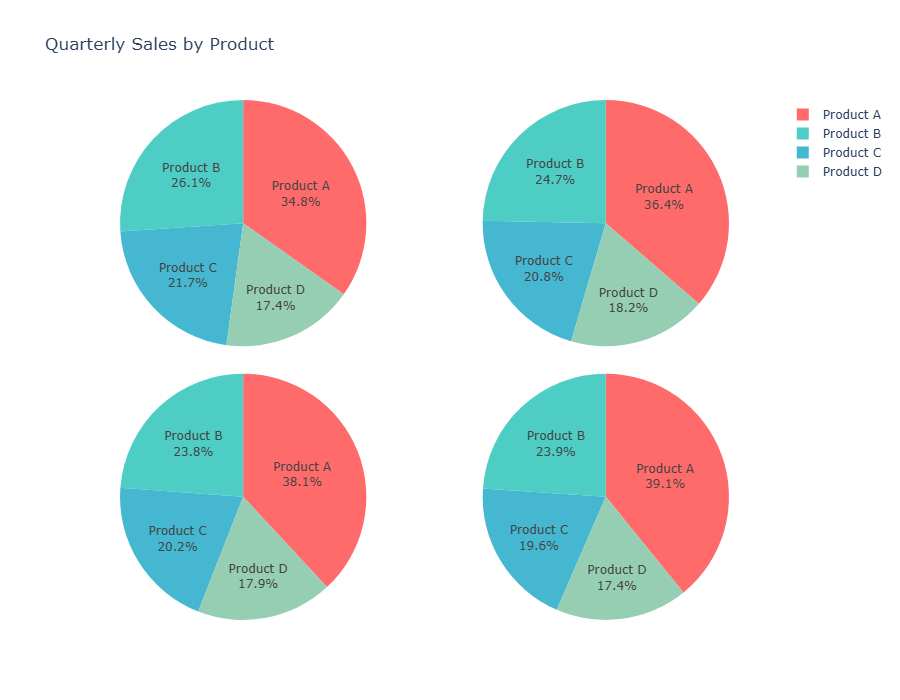 Quarterly Sales by Product
Product A
34.8%
Product B
26.1%
Product C
21.7%
Product D
17.4%
Product A
36.4%
Product B
24.7%
Product C
20.8%
Product D
18.2%
Product A
38.1%
Product B
23.8%
Product C
20.2%
Product D
17.9%
Product A
39.1%
Product B
23.9%
Product C
19.6%
Product D
17.4%
Product A
Product B
Product C
Product D